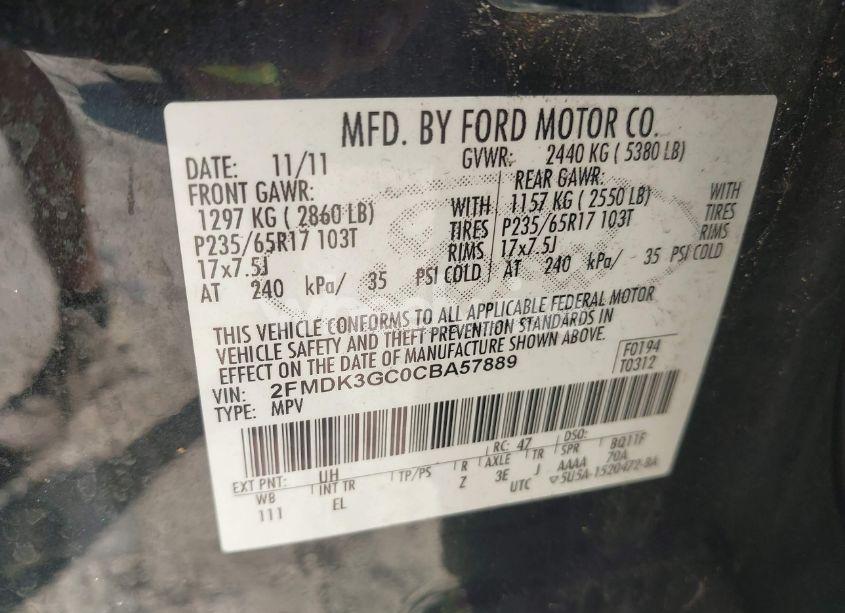 MFD. BY FORD MOTOR CO.
DATE: 11/11 GVWR: 2440 KG ( 5380 LB)
FRONT GAWR: REAR GAWR:
1297 KG ( 2860 LB) WITH 1157 KG ( 2550 LB) WITH
P235/65R17 103T TIRES P235/65R17 103T TIRES
17x7.5J RIMS 17x7.5J RIMS
AT 240 kPa/ 35 PSI COLD AT 240 kPa/ 35 PSI COLD
THIS VEHICLE CONFORMS TO ALL APPLICABLE FEDERAL MOTOR
VEHICLE SAFETY AND THEFT PREVENTION STANDARDS IN
EFFECT ON THE DATE OF MANUFACTURE SHOWN ABOVE.
VIN: 2FMDK3GC0CBA57889 F0194
TYPE: MPV T0312
EXT PNT: UH RC: 47 DSO:
WB INT TR TP/PS R AXLE TR SPR BQ11F
111 EL Z 3E J AAAA 70A
UTC ▽5U5A-1520472-BA